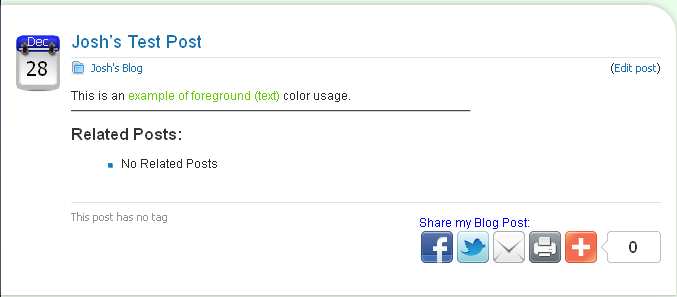 Dec
28
Josh's Test Post
Josh's Blog (Edit post)
This is an example of foreground (text) color usage.
Related Posts:
No Related Posts
This post has no tag
Share my Blog Post:
0